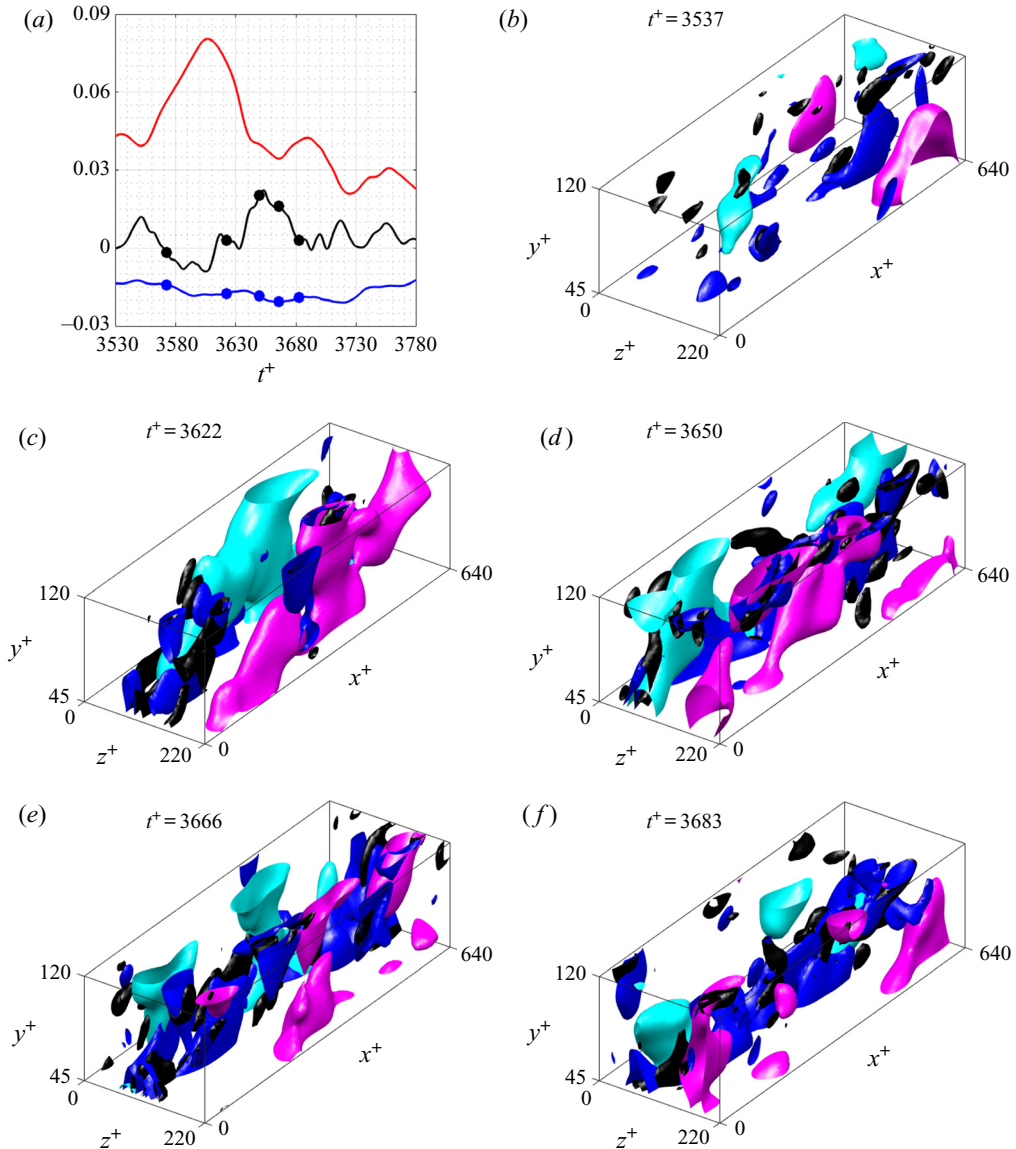 (a)
0.09
0.06
0.03
0
−0.03
3530 3580 3630 3680 3730 3780
t+
(b)
t+ = 3537
120
y+
45
0
z+
220
0
x+
640
(c)
t+ = 3622
120
y+
45
0
z+
220
0
x+
640
(d)
t+ = 3650
120
y+
45
0
z+
220
0
x+
640
(e)
t+ = 3666
120
y+
45
0
z+
220
0
x+
640
(f)
t+ = 3683
120
y+
45
0
z+
220
0
x+
640